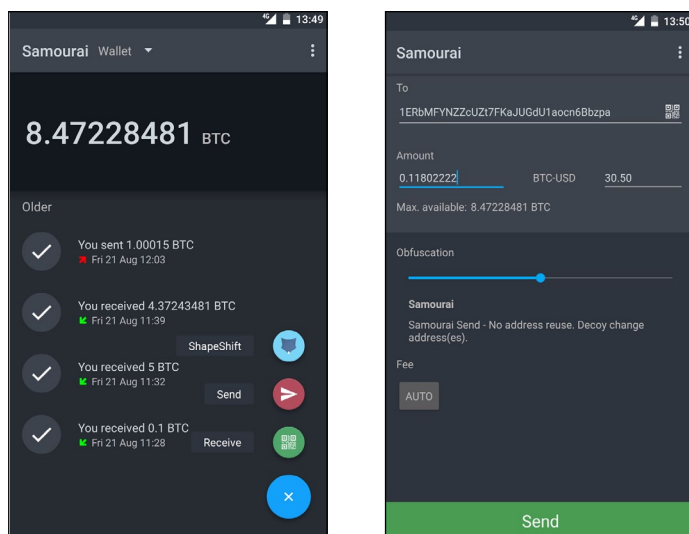 4G 13:49
Samourai Wallet
8.47228481 BTC
Older
You sent 1.00015 BTC
Fri 21 Aug 12:03
You received 4.37243481 BTC
Fri 21 Aug 11:39
ShapeShift
You received 5 BTC
Fri 21 Aug 11:32
Send
You received 0.1 BTC
Fri 21 Aug 11:28
Receive
4G 13:50
Samourai
To
1ERbMFYNZZcUZt7FKaJUGdU1aocn6Bbzpa
Amount
0.11802222 BTC-USD 30.50
Max. available: 8.47228481 BTC
Obfuscation
Samourai
Samourai Send - No address reuse. Decoy change
address(es).
Fee
AUTO
Send